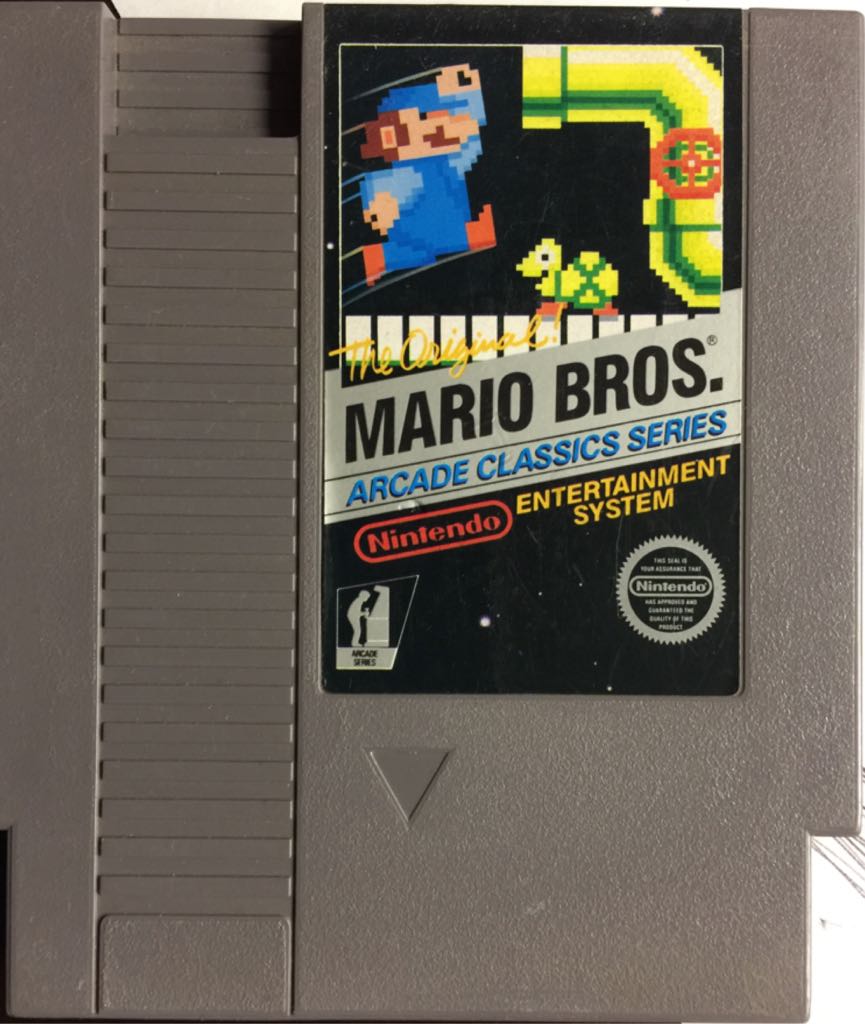 The Original!
MARIO BROS.®
ARCADE CLASSICS SERIES
Nintendo
ENTERTAINMENT
SYSTEM
THIS SEAL IS
YOUR ASSURANCE THAT
Nintendo
HAS APPROVED AND
GUARANTEED THE
QUALITY OF THIS
PRODUCT
ARCADE
SERIES